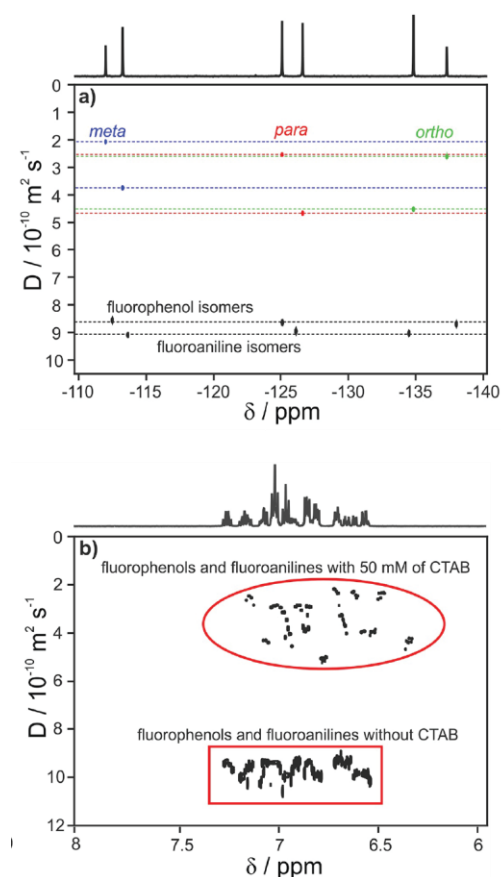 a)
0
1
2
3
4
5
6
7
8
9
10
D / 10⁻¹⁰ m² s⁻¹
meta para ortho
fluorophenol isomers
fluoroaniline isomers
-110 -115 -120 -125 -130 -135 -140
δ / ppm
b)
0
2
4
6
8
10
12
D / 10⁻¹⁰ m² s⁻¹
fluorophenols and fluoroanilines with 50 mM of CTAB
fluorophenols and fluoroanilines without CTAB
8 7.5 7 6.5 6
δ / ppm